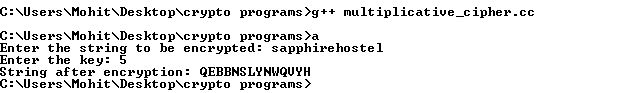 C:\Users\Mohit\Desktop\crypto programs>g++ multiplicative_cipher.cc
C:\Users\Mohit\Desktop\crypto programs>a
Enter the string to be encrypted: sapphirehostel
Enter the key: 5
String after encryption: QEBBNSLYNWQVYH
C:\Users\Mohit\Desktop\crypto programs>